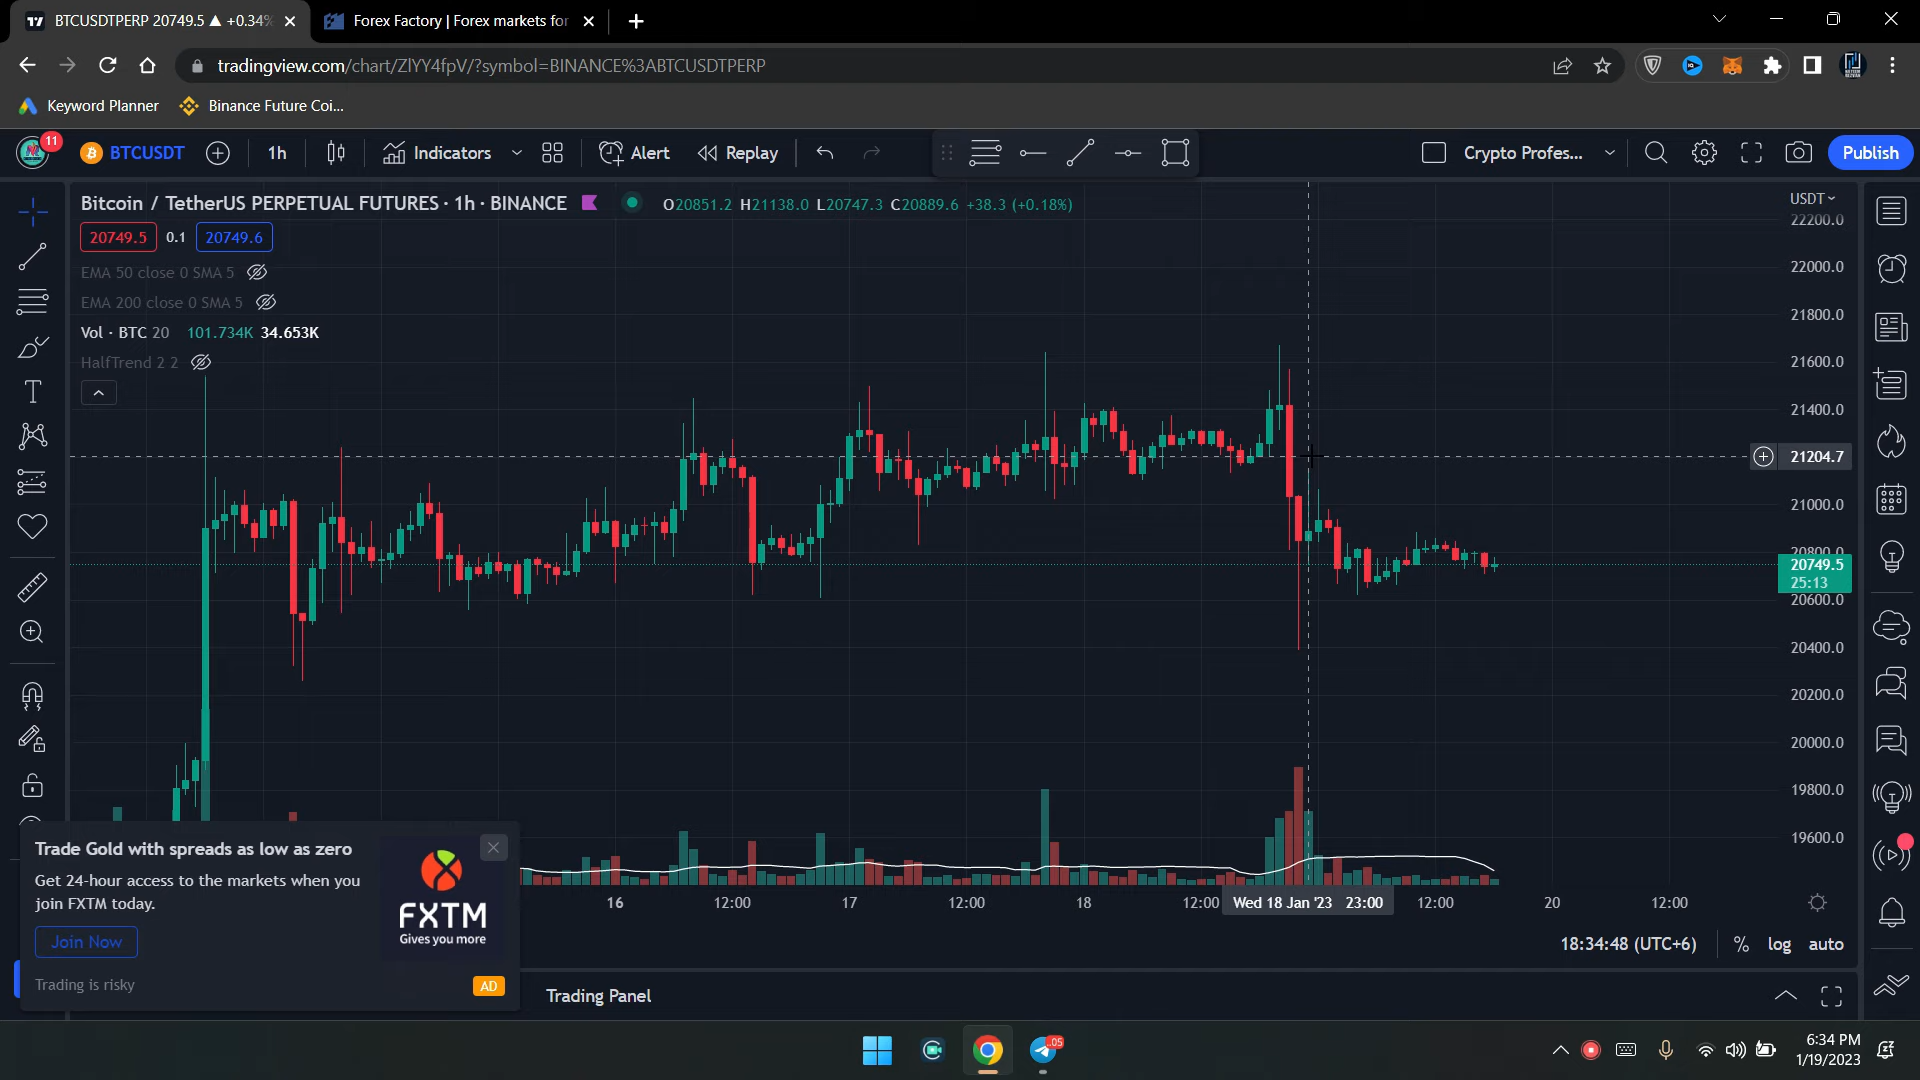 BTCUSDTPERP 20749.5 ▲ +0.34%
Forex Factory | Forex markets for
tradingview.com/chart/ZlYY4fpV/?symbol=BINANCE%3ABTCUSDTPERP
Keyword Planner
Binance Future Coi...
11
BTCUSDT
1h
Indicators
Alert
Replay
Crypto Profes...
Publish
Bitcoin / TetherUS PERPETUAL FUTURES · 1h · BINANCE
O20851.2 H21138.0 L20747.3 C20889.6 +38.3 (+0.18%)
USDT
20749.5 0.1 20749.6
EMA 50 close 0 SMA 5
EMA 200 close 0 SMA 5
Vol · BTC 20 101.734K 34.653K
HalfTrend 2 2
22200.0
22000.0
21800.0
21600.0
21400.0
21204.7
21000.0
20800.0
20749.5
25:13
20600.0
20400.0
20200.0
20000.0
19800.0
19600.0
Trade Gold with spreads as low as zero
Get 24-hour access to the markets when you
join FXTM today.
Join Now
Trading is risky
FXTM
Gives you more
AD
16
12:00
17
12:00
18
12:00
Wed 18 Jan '23 23:00
12:00
20
12:00
18:34:48 (UTC+6)
%
log
auto
Trading Panel
05
6:34 PM
1/19/2023